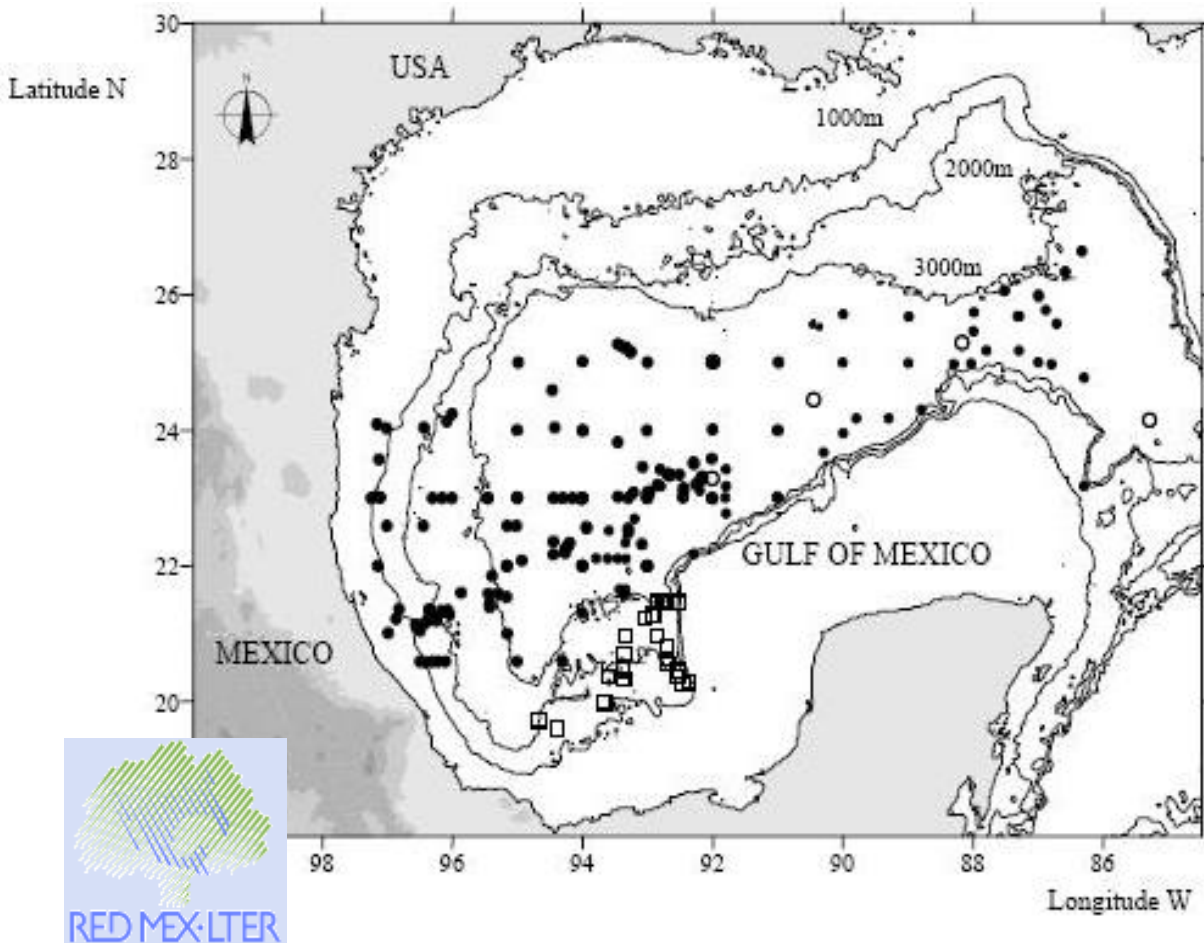 30
USA
Latitude N
N
1000m
28
2000m
3000m
26
24
22
GULF OF MEXICO
MEXICO
20
98 96 94 92 90 88 86
Longitude W
RED MEX-LTER